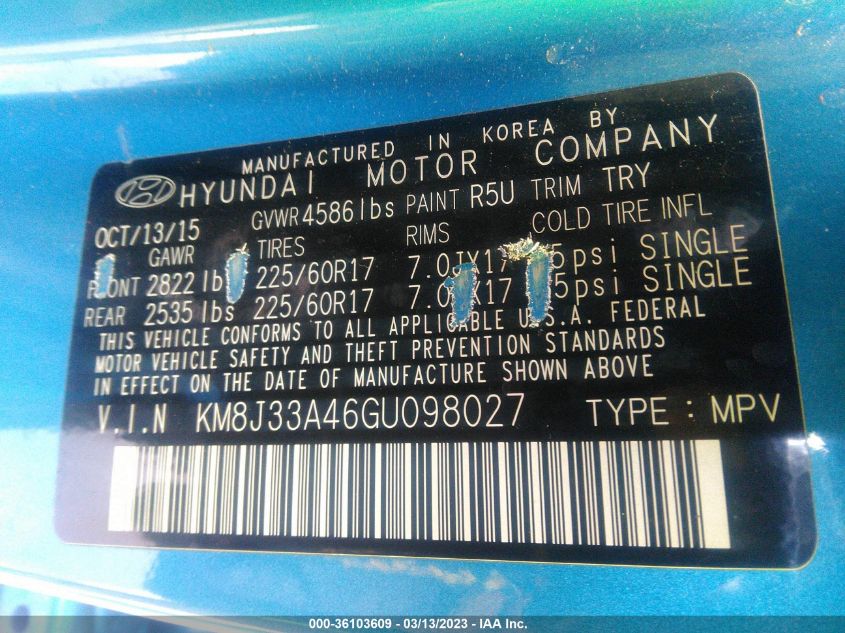 MANUFACTURED IN KOREA BY
HYUNDAI MOTOR COMPANY
OCT/13/15 GVWR 4586 lbs PAINT R5U TRIM TRY
GAWR TIRES RIMS COLD TIRE INFL
2822 lb 225/60R17 7.0JX17 psi SINGLE
REAR 2535 lbs 225/60R17 psi SINGLE
THIS VEHICLE CONFORMS TO ALL APPLICABLE U.S.A. FEDERAL
MOTOR VEHICLE SAFETY AND THEFT PREVENTION STANDARDS
IN EFFECT ON THE DATE OF MANUFACTURE SHOWN ABOVE
V.I.N KM8J33A46GU098027 TYPE : MPV
000-36103609 - 03/13/2023 - IAA Inc.